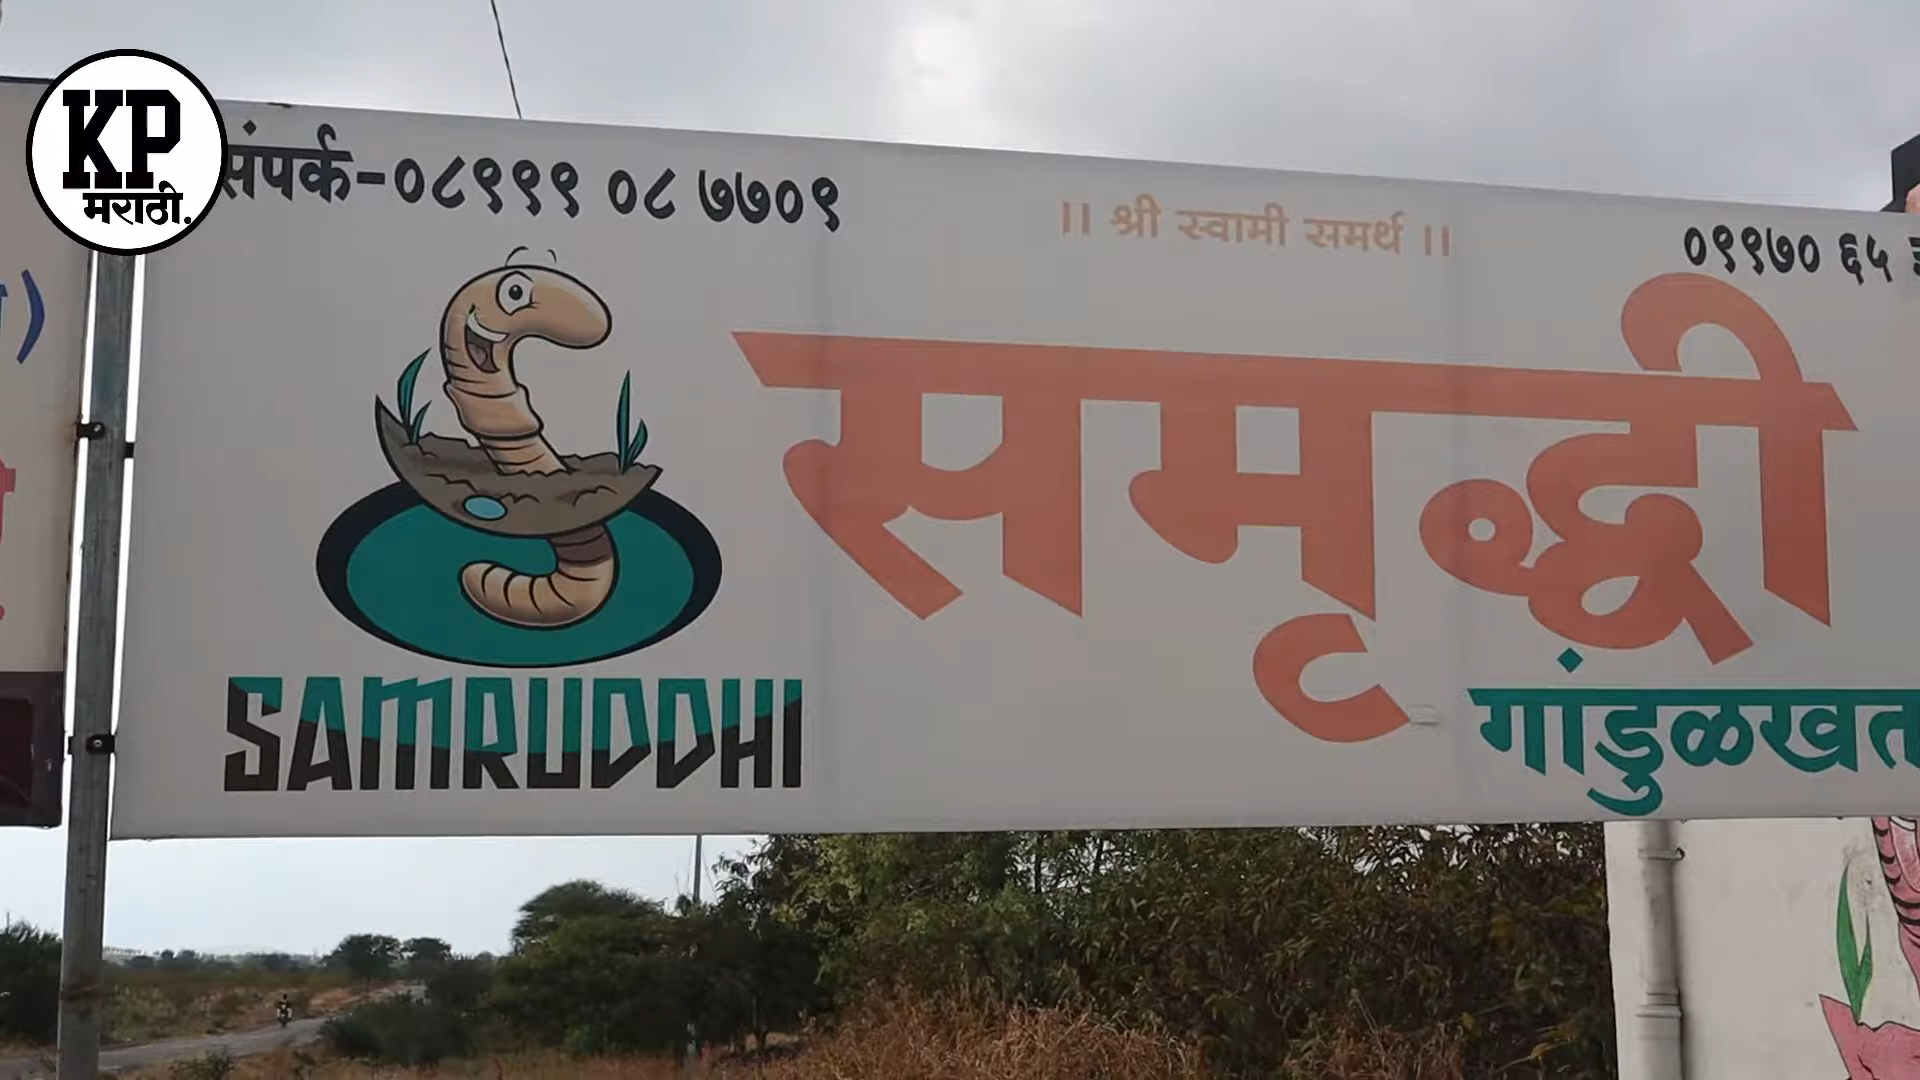 KP
मराठी.
संपर्क-०८९९९ ०८ ७७०९
|| श्री स्वामी समर्थ ||
०९९७० ६५
समृद्धी
SAMRUDDHI
गांडुळखत